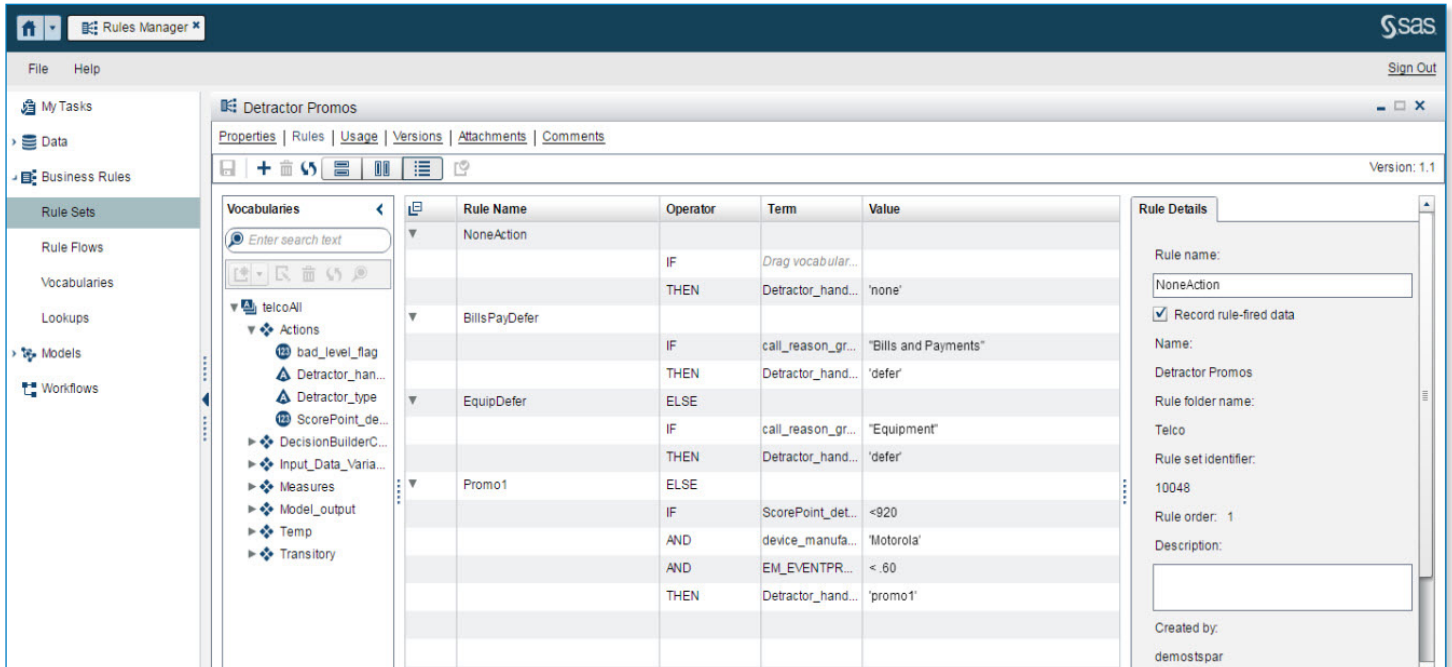 Rules Manager
sas
File Help
Sign Out
My Tasks
Data
Business Rules
Rule Sets
Rule Flows
Vocabularies
Lookups
Models
Workflows
Detractor Promos
Properties | Rules | Usage | Versions | Attachments | Comments
Version: 1.1
Vocabularies
Enter search text
telcoAll
Actions
bad_level_flag
Detractor_han...
Detractor_type
ScorePoint_de...
DecisionBuilderC...
Input_Data_Varia...
Measures
Model_output
Temp
Transitory
Rule Name Operator Term Value
NoneAction
IF Drag vocabular...
THEN Detractor_hand... 'none'
BillsPayDefer
IF call_reason_gr... "Bills and Payments"
THEN Detractor_hand... 'defer'
EquipDefer ELSE
IF call_reason_gr... "Equipment"
THEN Detractor_hand... 'defer'
Promo1 ELSE
IF ScorePoint_det... <920
AND device_manufa... 'Motorola'
AND EM_EVENTPR... < .60
THEN Detractor_hand... 'promo1'
Rule Details
Rule name:
NoneAction
Record rule-fired data
Name:
Detractor Promos
Rule folder name:
Telco
Rule set identifier:
10048
Rule order: 1
Description:
Created by:
demostspar